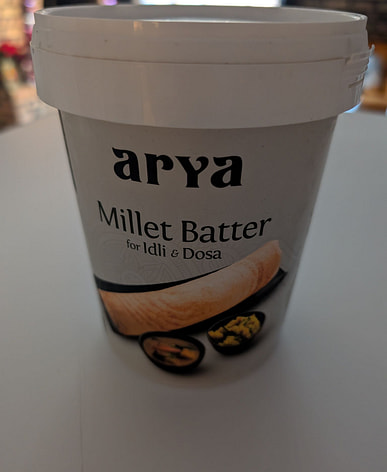 arya
Millet Batter
for Idli & Dosa